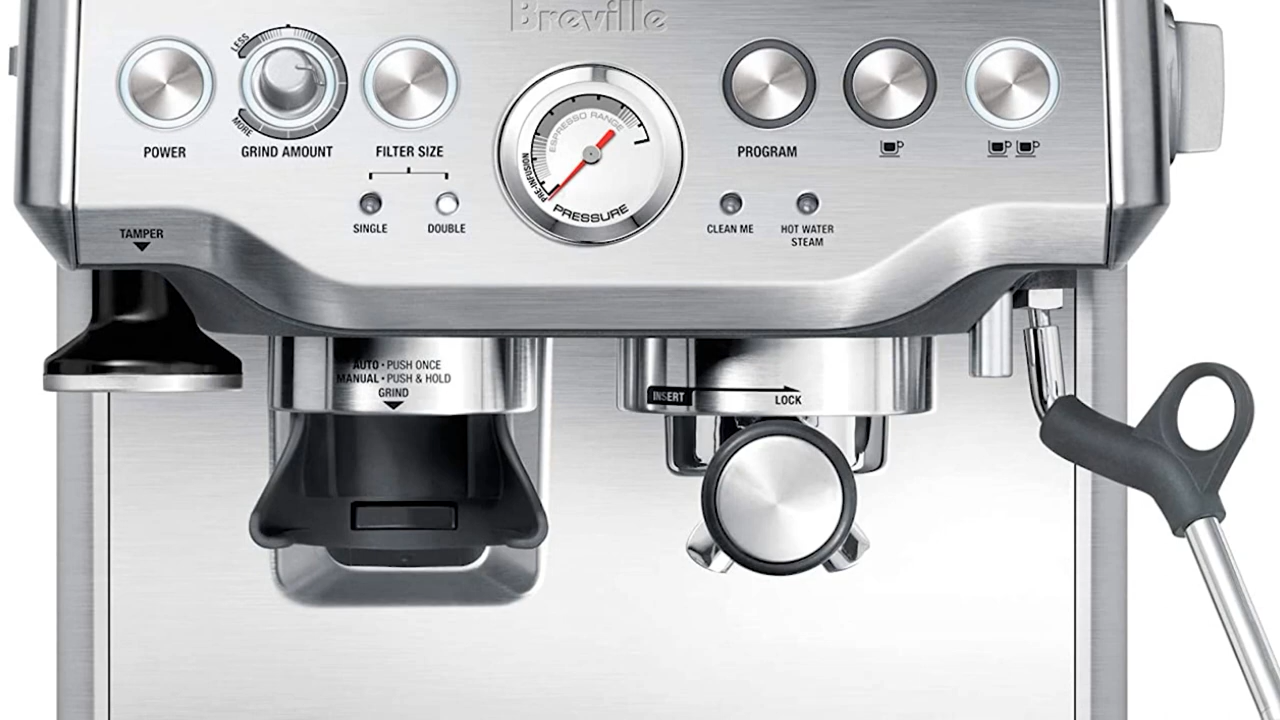 Breville
LESS
MORE
POWER
GRIND AMOUNT
FILTER SIZE
SINGLE
DOUBLE
ESPRESSO RANGE
PRE-INFUSION
PRESSURE
PROGRAM
CLEAN ME
HOT WATER
STEAM
TAMPER
AUTO • PUSH ONCE
MANUAL • PUSH & HOLD
GRIND
INSERT
LOCK